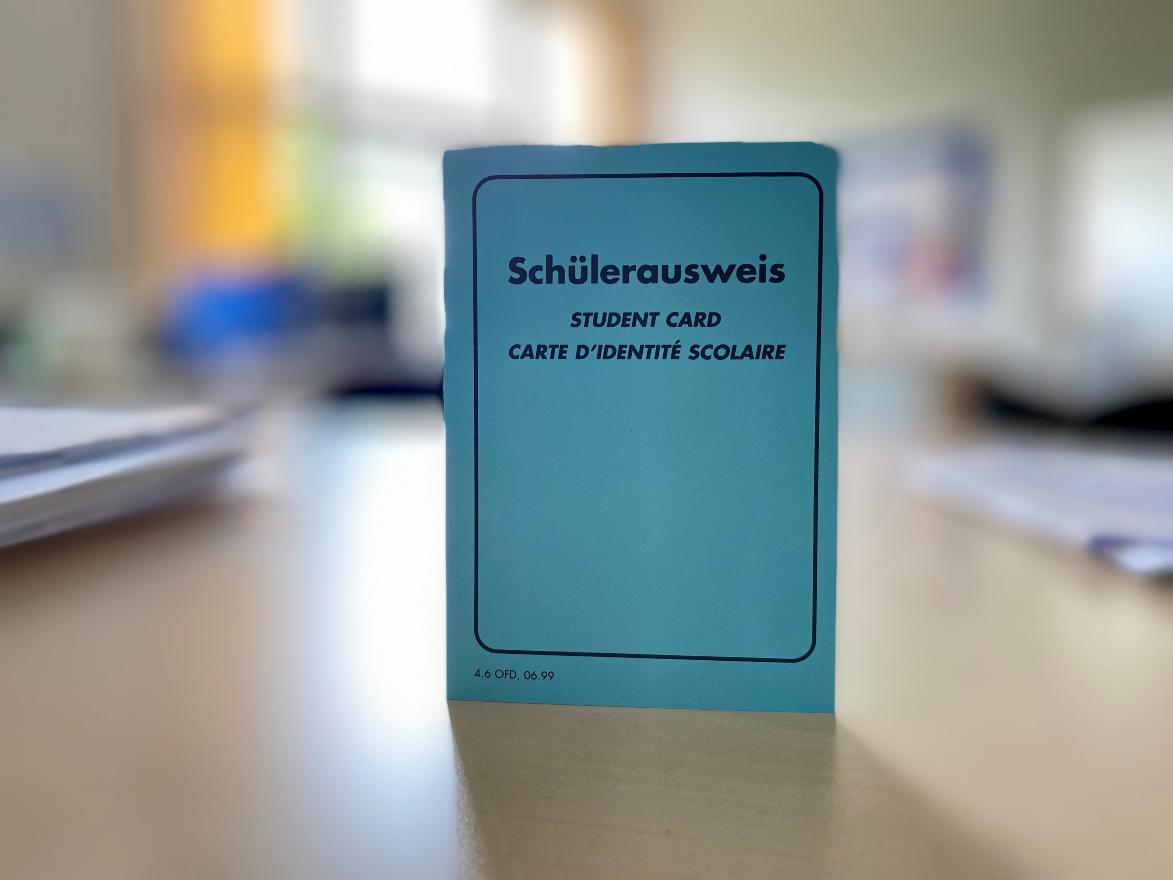 Schülerausweis
STUDENT CARD
CARTE D’IDENTITÉ SCOLAIRE
4.6 OFD, 06.99